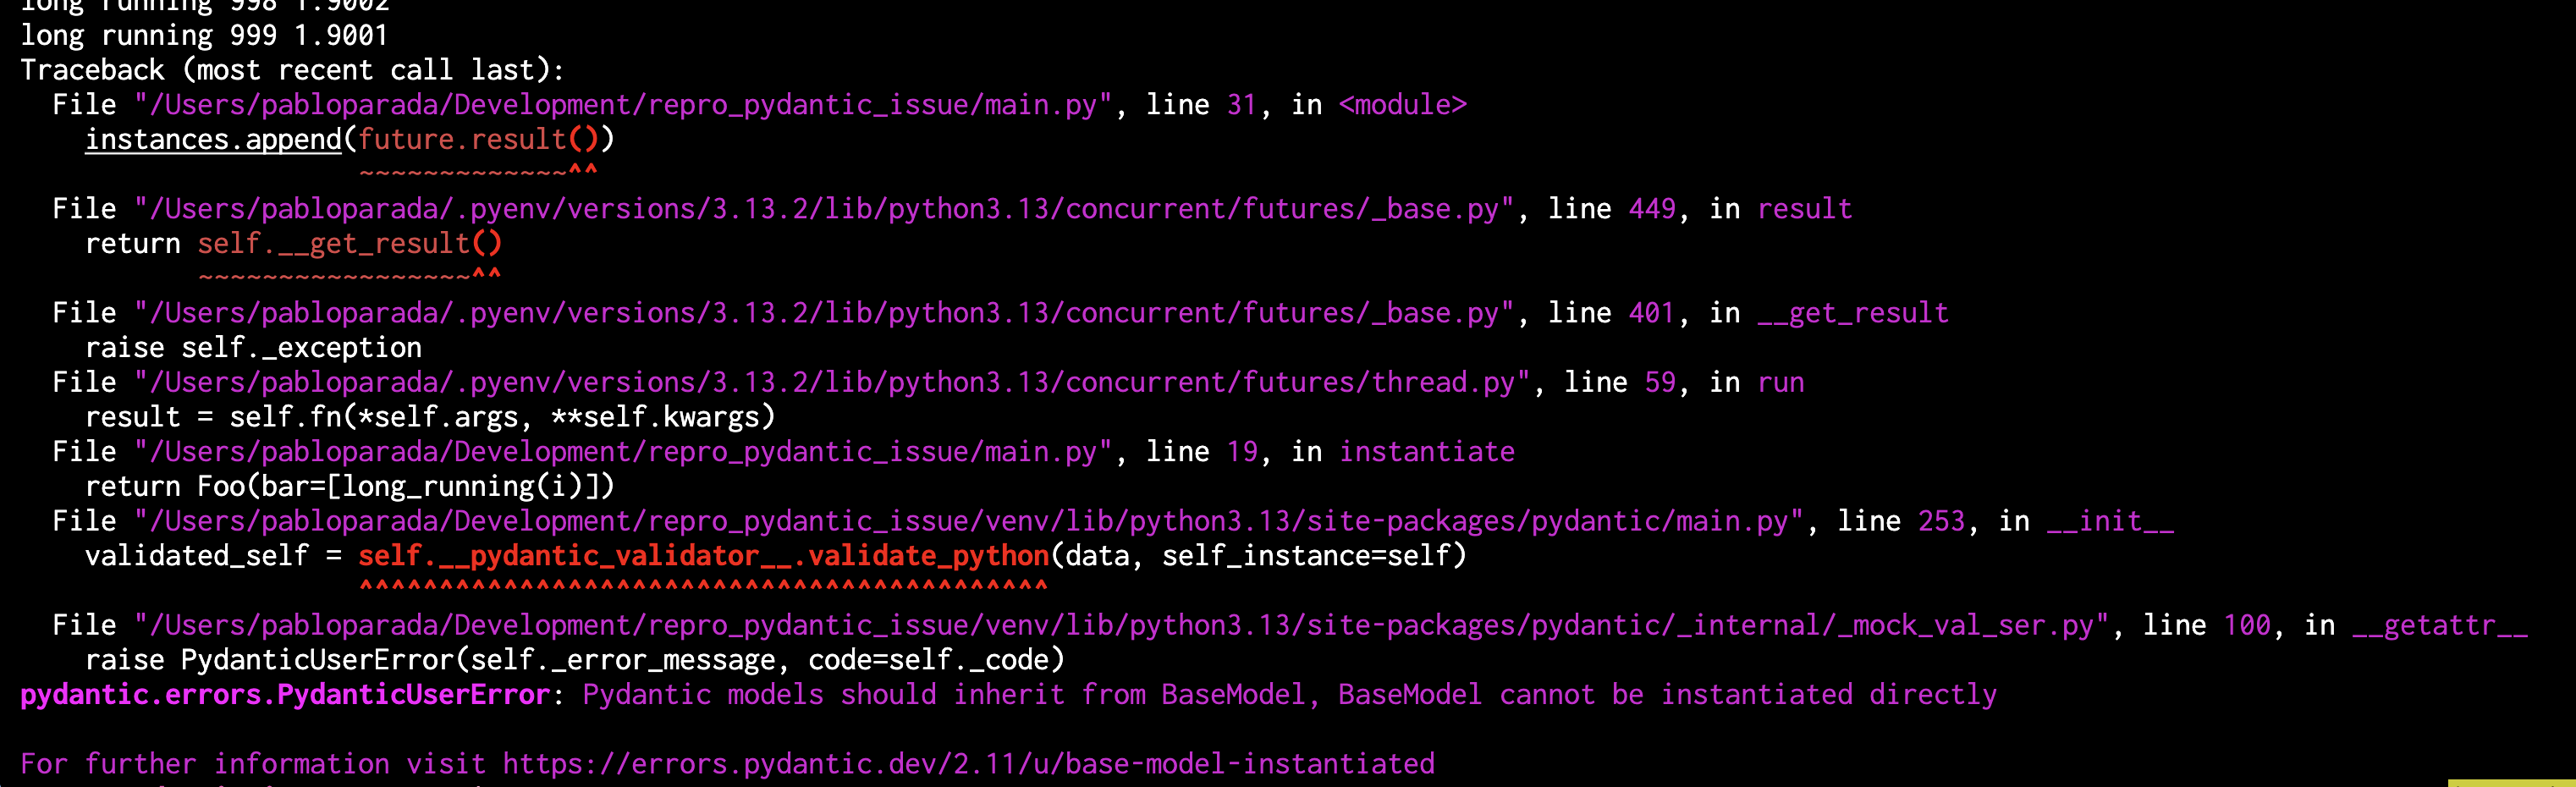 long running 998 1.9002
long running 999 1.9001
Traceback (most recent call last):
  File "/Users/pabloparada/Development/repro_pydantic_issue/main.py", line 31, in <module>
    instances.append(future.result())
                     ~~~~~~~~~~~~~^^
  File "/Users/pabloparada/.pyenv/versions/3.13.2/lib/python3.13/concurrent/futures/_base.py", line 449, in result
    return self.__get_result()
           ~~~~~~~~~~~~~~~~~^^
  File "/Users/pabloparada/.pyenv/versions/3.13.2/lib/python3.13/concurrent/futures/_base.py", line 401, in __get_result
    raise self._exception
  File "/Users/pabloparada/.pyenv/versions/3.13.2/lib/python3.13/concurrent/futures/thread.py", line 59, in run
    result = self.fn(*self.args, **self.kwargs)
  File "/Users/pabloparada/Development/repro_pydantic_issue/main.py", line 19, in instantiate
    return Foo(bar=[long_running(i)])
  File "/Users/pabloparada/Development/repro_pydantic_issue/venv/lib/python3.13/site-packages/pydantic/main.py", line 253, in __init__
    validated_self = self.__pydantic_validator__.validate_python(data, self_instance=self)
                     ^^^^^^^^^^^^^^^^^^^^^^^^^^^^^^^^^^^^^^^^^^^
  File "/Users/pabloparada/Development/repro_pydantic_issue/venv/lib/python3.13/site-packages/pydantic/_internal/_mock_val_ser.py", line 100, in __getattr__
    raise PydanticUserError(self._error_message, code=self._code)
pydantic.errors.PydanticUserError: Pydantic models should inherit from BaseModel, BaseModel cannot be instantiated directly
For further information visit https://errors.pydantic.dev/2.11/u/base-model-instantiated